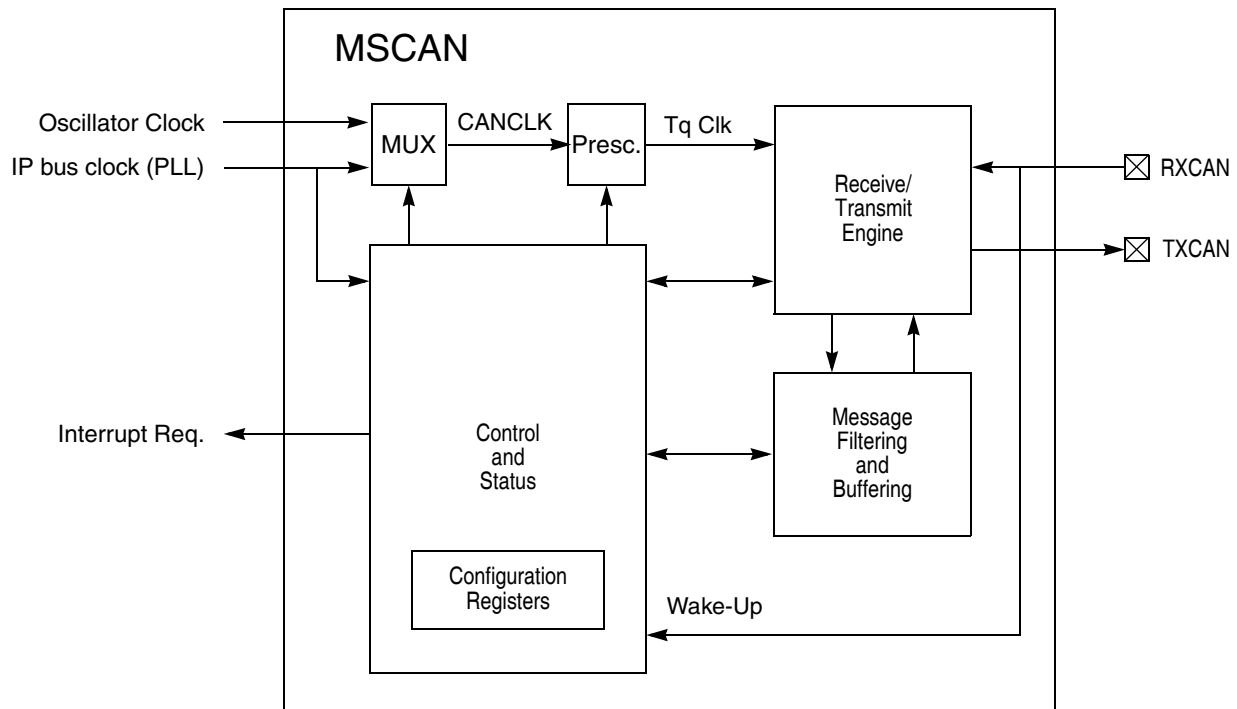 MSCAN
Oscillator Clock
MUX
CANCLK
Presc.
Tq Clk
IP bus clock (PLL)
RXCAN
Receive/
Transmit
Engine
TXCAN
Interrupt Req.
Control
and
Status
Message
Filtering
and
Buffering
Configuration
Registers
Wake-Up